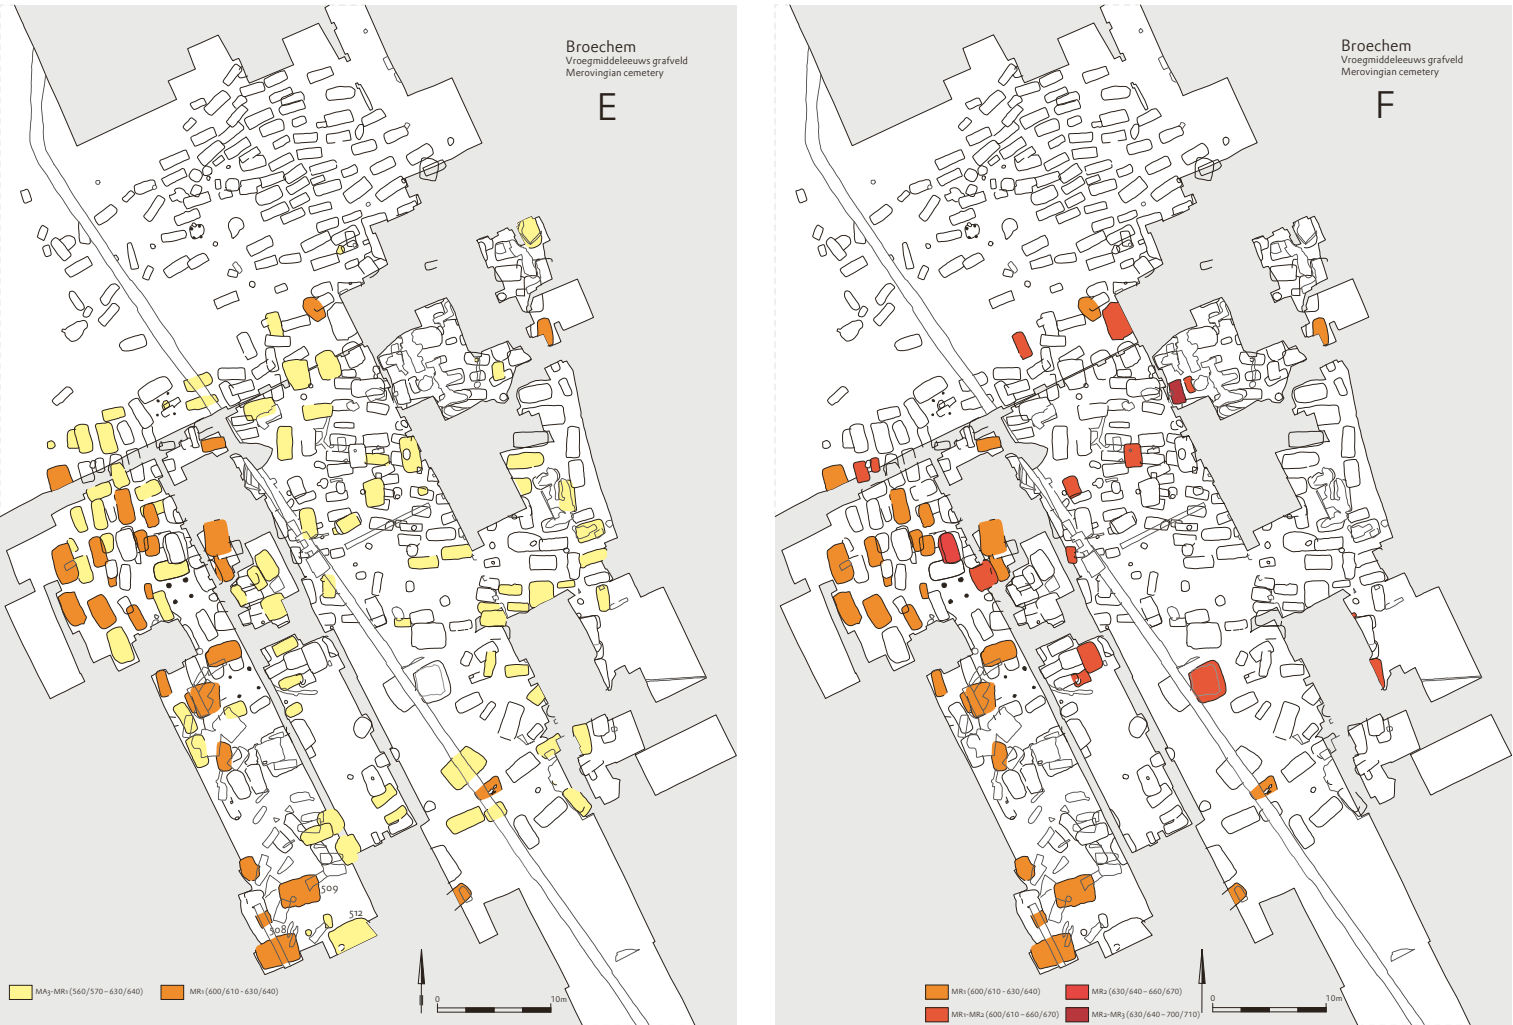 Broechem
Vroegmiddeleeuws grafveld
Merovingian cemetery
E
509
512
508
MA3-MR1 (560/570 – 630/640)
MR1 (600/610 - 630/640)
0
10m
Broechem
Vroegmiddeleeuws grafveld
Merovingian cemetery
F
MR1 (600/610 - 630/640)
MR2 (630/640 – 660/670)
MR1-MR2 (600/610 – 660/670)
MR2-MR3 (630/640 – 700/710)
0
10m